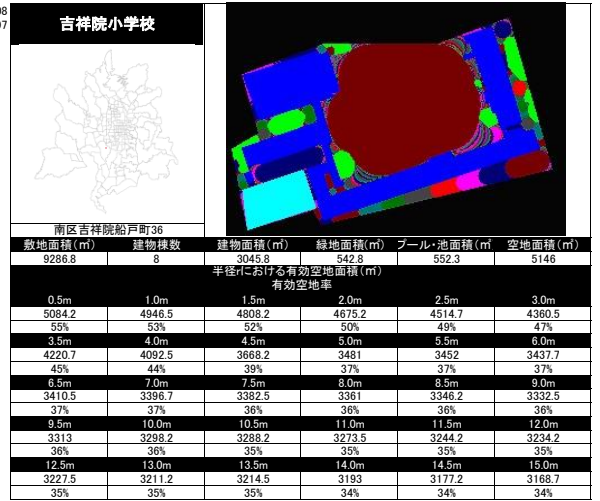 08
07
吉祥院小学校
南区吉祥院船戸町36
敷地面積(㎡) 建物棟数 建物面積(㎡) 緑地面積(㎡) プール・池面積(㎡ 空地面積(㎡)
9286.8 8 3045.8 542.8 552.3 5146
半径rにおける有効空地面積(㎡)
有効空地率
0.5m 1.0m 1.5m 2.0m 2.5m 3.0m
5084.2 4946.5 4808.2 4675.2 4514.7 4360.5
55% 53% 52% 50% 49% 47%
3.5m 4.0m 4.5m 5.0m 5.5m 6.0m
4220.7 4092.5 3668.2 3481 3452 3437.7
45% 44% 39% 37% 37% 37%
6.5m 7.0m 7.5m 8.0m 8.5m 9.0m
3410.5 3396.7 3382.5 3361 3346.2 3332.5
37% 37% 36% 36% 36% 36%
9.5m 10.0m 10.5m 11.0m 11.5m 12.0m
3313 3298.2 3288.2 3273.5 3244.2 3234.2
36% 36% 35% 35% 35% 35%
12.5m 13.0m 13.5m 14.0m 14.5m 15.0m
3227.5 3211.2 3214.5 3193 3177.2 3168.7
35% 35% 35% 34% 34% 34%